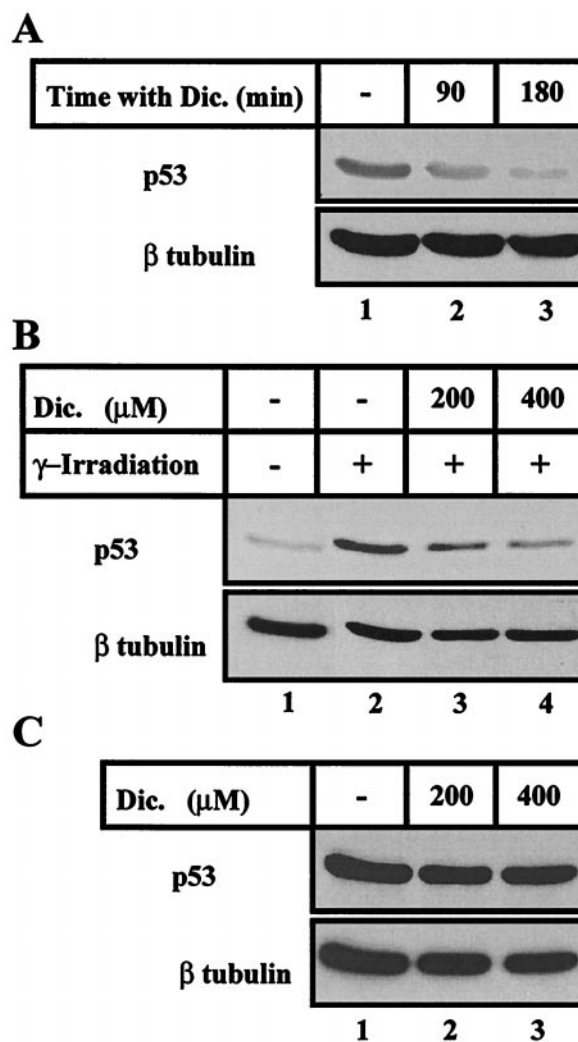 A
Time with Dic. (min) - 90 180
p53
β tubulin
1 2 3
B
Dic. (μM) - - 200 400
γ–Irradiation - + + +
p53
β tubulin
1 2 3 4
C
Dic. (μM) - 200 400
p53
β tubulin
1 2 3